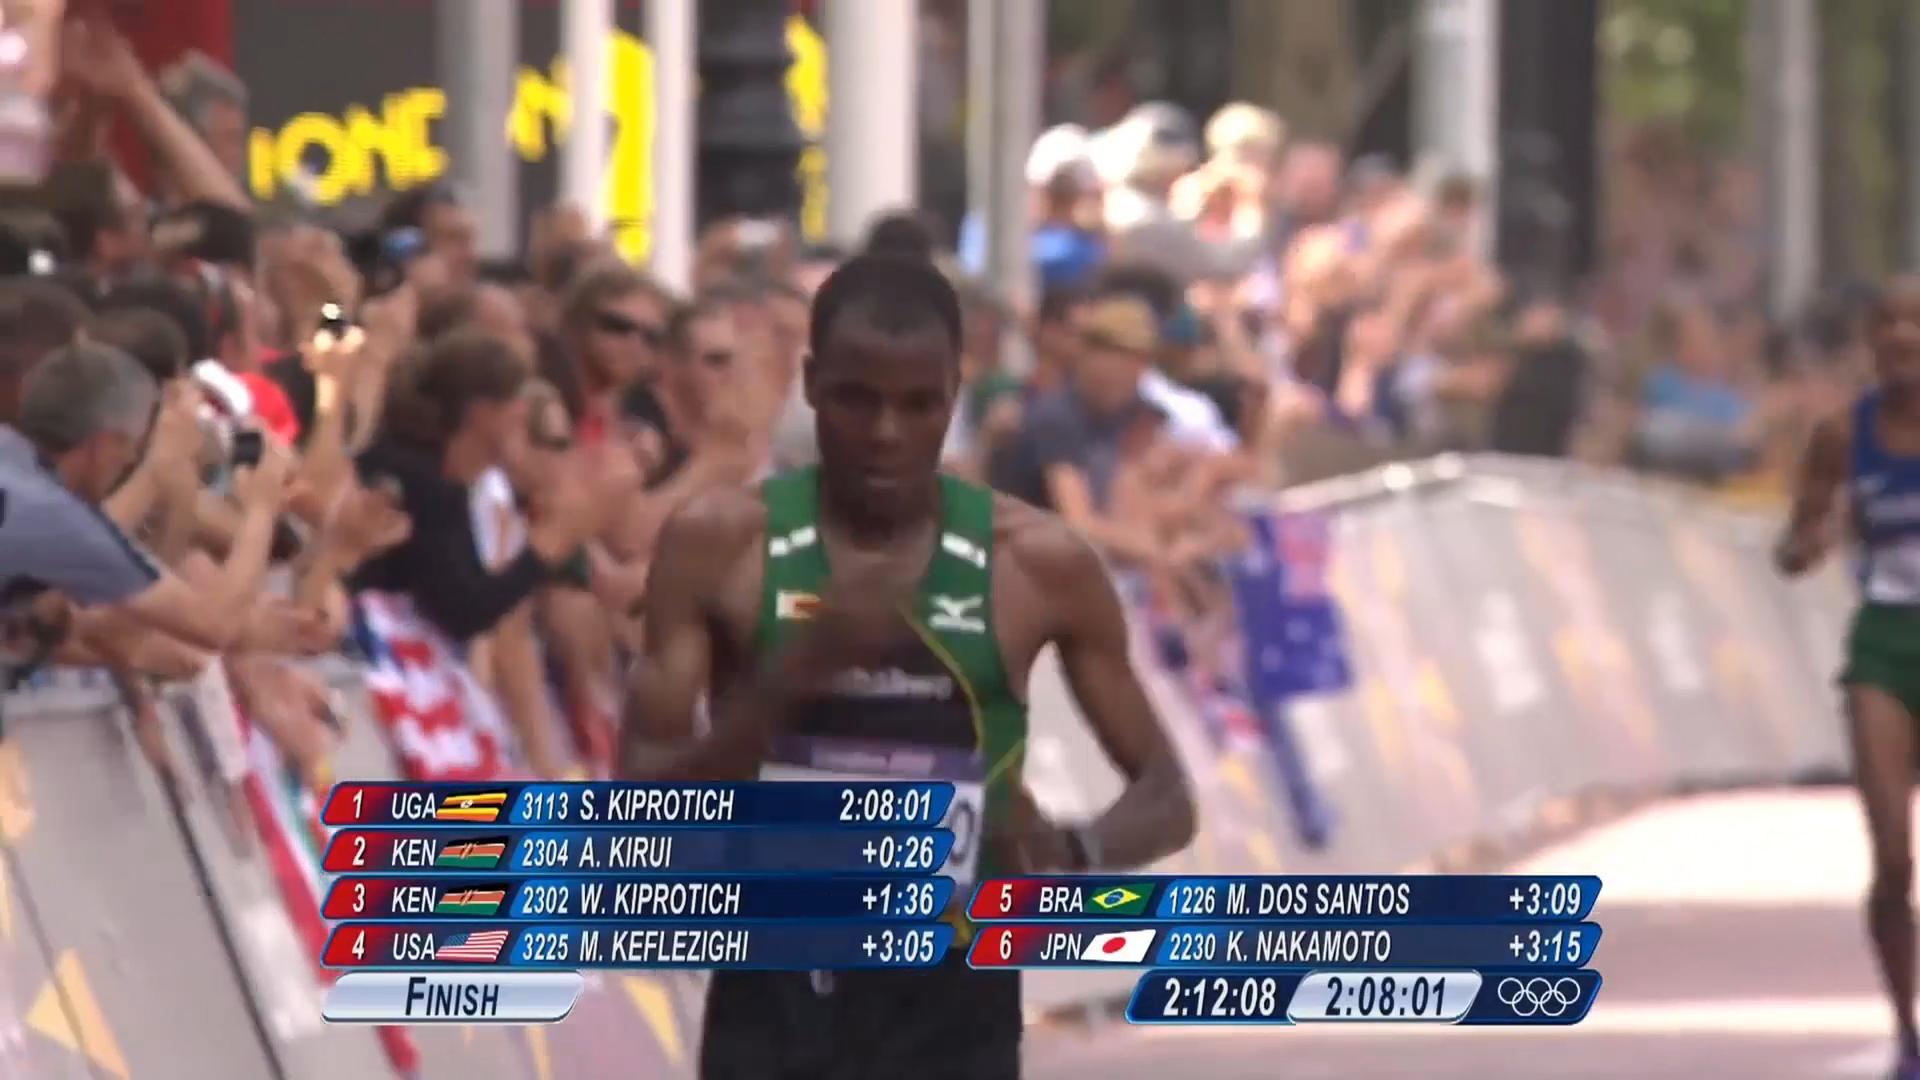 1 UGA 3113 S. KIPROTICH 2:08:01
2 KEN 2304 A. KIRUI +0:26
3 KEN 2302 W. KIPROTICH +1:36
4 USA 3225 M. KEFLEZIGHI +3:05
5 BRA 1226 M. DOS SANTOS +3:09
6 JPN 2230 K. NAKAMOTO +3:15
FINISH
2:12:08 2:08:01